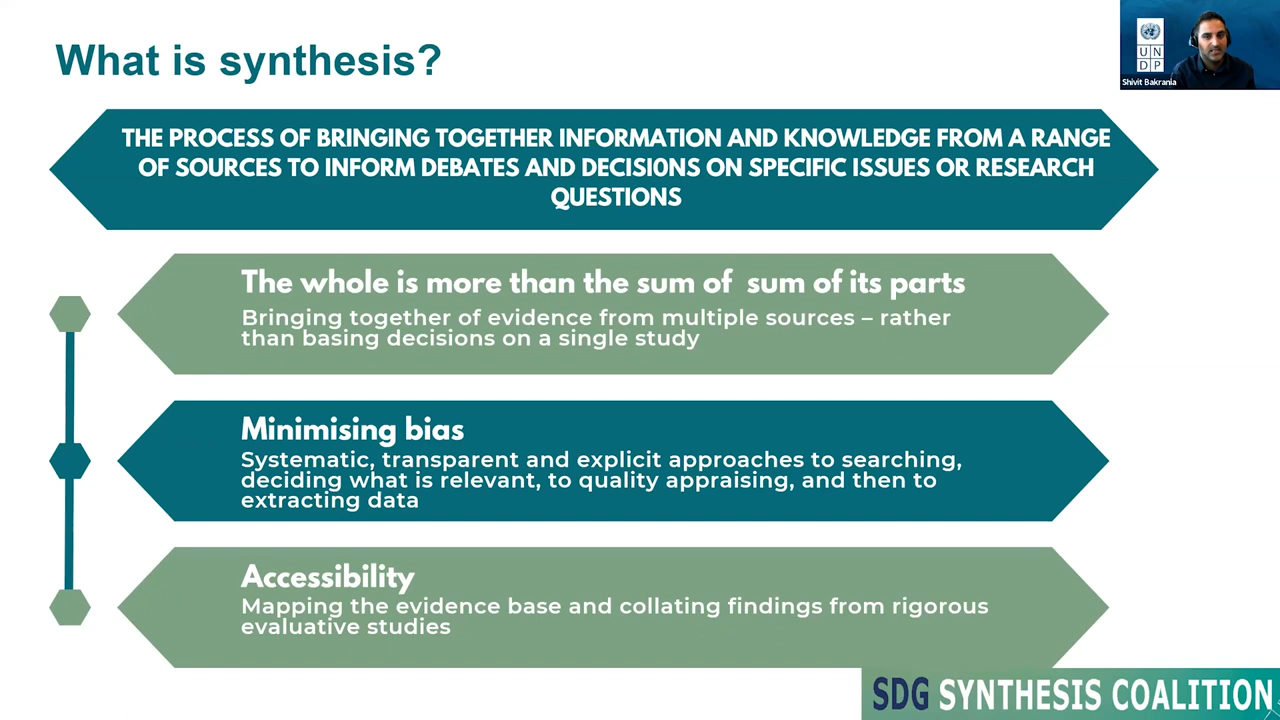 What is synthesis?
U N
D P
Shivit Bakrania
THE PROCESS OF BRINGING TOGETHER INFORMATION AND KNOWLEDGE FROM A RANGE
OF SOURCES TO INFORM DEBATES AND DECISI0NS ON SPECIFIC ISSUES OR RESEARCH
QUESTIONS
The whole is more than the sum of sum of its parts
Bringing together of evidence from multiple sources – rather
than basing decisions on a single study
Minimising bias
Systematic, transparent and explicit approaches to searching,
deciding what is relevant, to quality appraising, and then to
extracting data
Accessibility
Mapping the evidence base and collating findings from rigorous
evaluative studies
SDG SYNTHESIS COALITION